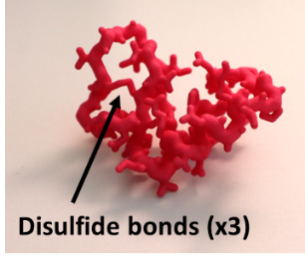 Disulfide bonds (x3)